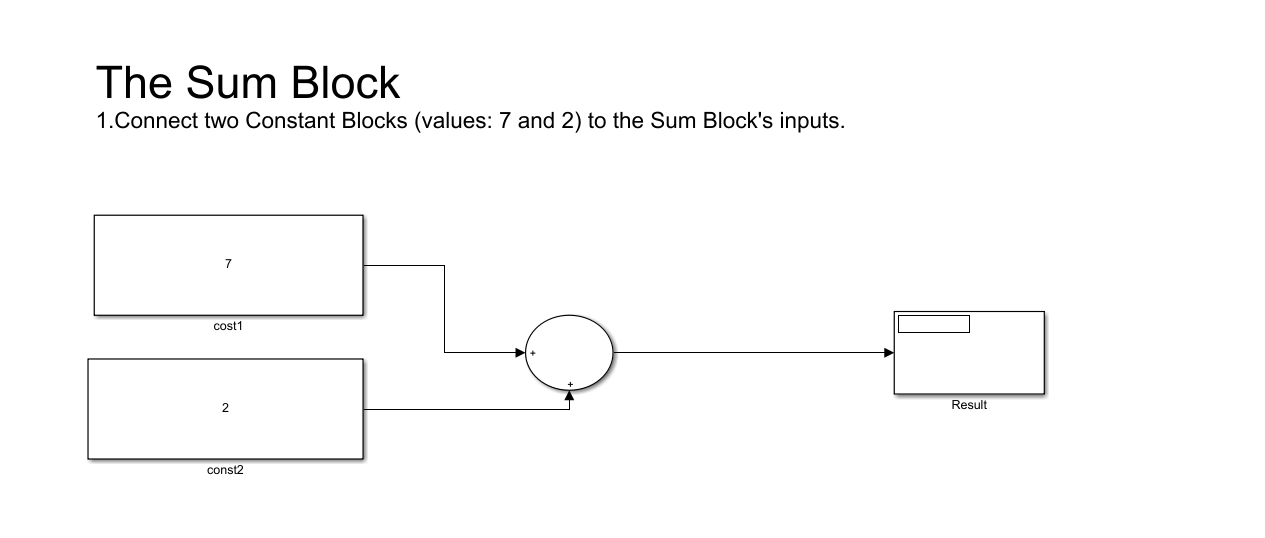 The Sum Block
1.Connect two Constant Blocks (values: 7 and 2) to the Sum Block's inputs.
7
cost1
+
+
2
const2
Result